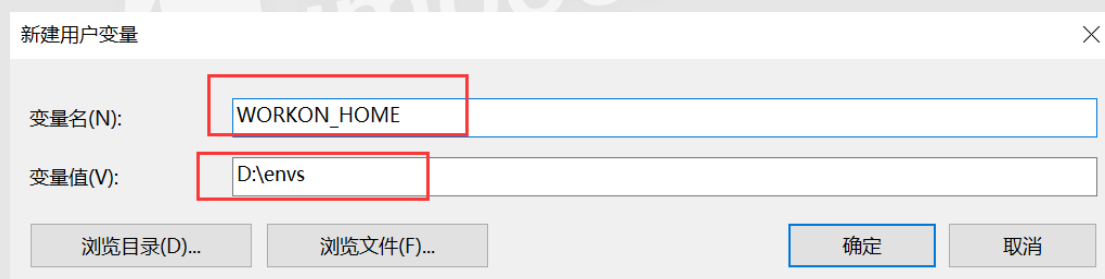 新建用户变量
变量名(N):
WORKON_HOME
变量值(V):
D:\envs
浏览目录(D)... 浏览文件(F)... 确定 取消